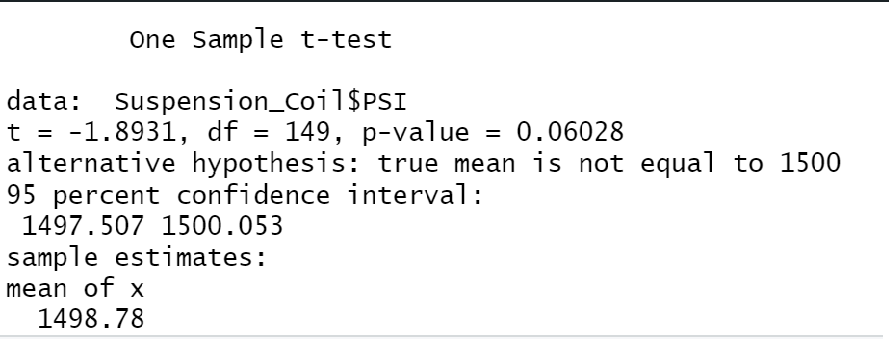 One Sample t-test
data: Suspension_Coil$PSI
t = -1.8931, df = 149, p-value = 0.06028
alternative hypothesis: true mean is not equal to 1500
95 percent confidence interval:
1497.507 1500.053
sample estimates:
mean of x
1498.78